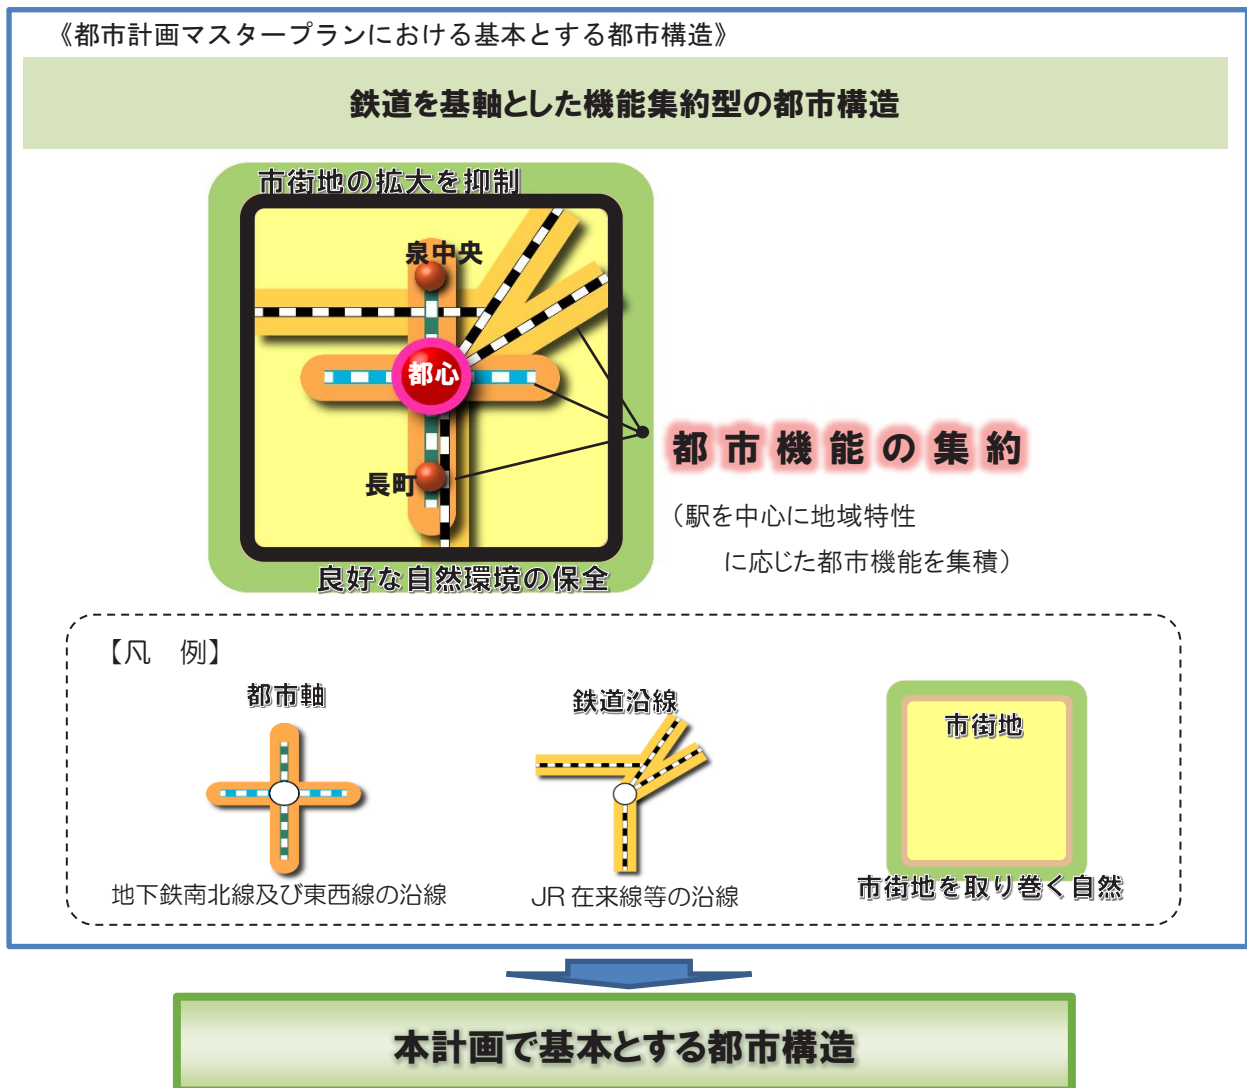 《都市計画マスタープランにおける基本とする都市構造》
鉄道を基軸とした機能集約型の都市構造
市街地の拡大を抑制
泉中央
都心
長町
良好な自然環境の保全
都市機能の集約
（駅を中心に地域特性
に応じた都市機能を集積）
【凡　例】
都市軸
地下鉄南北線及び東西線の沿線
鉄道沿線
JR在来線等の沿線
市街地
市街地を取り巻く自然
本計画で基本とする都市構造